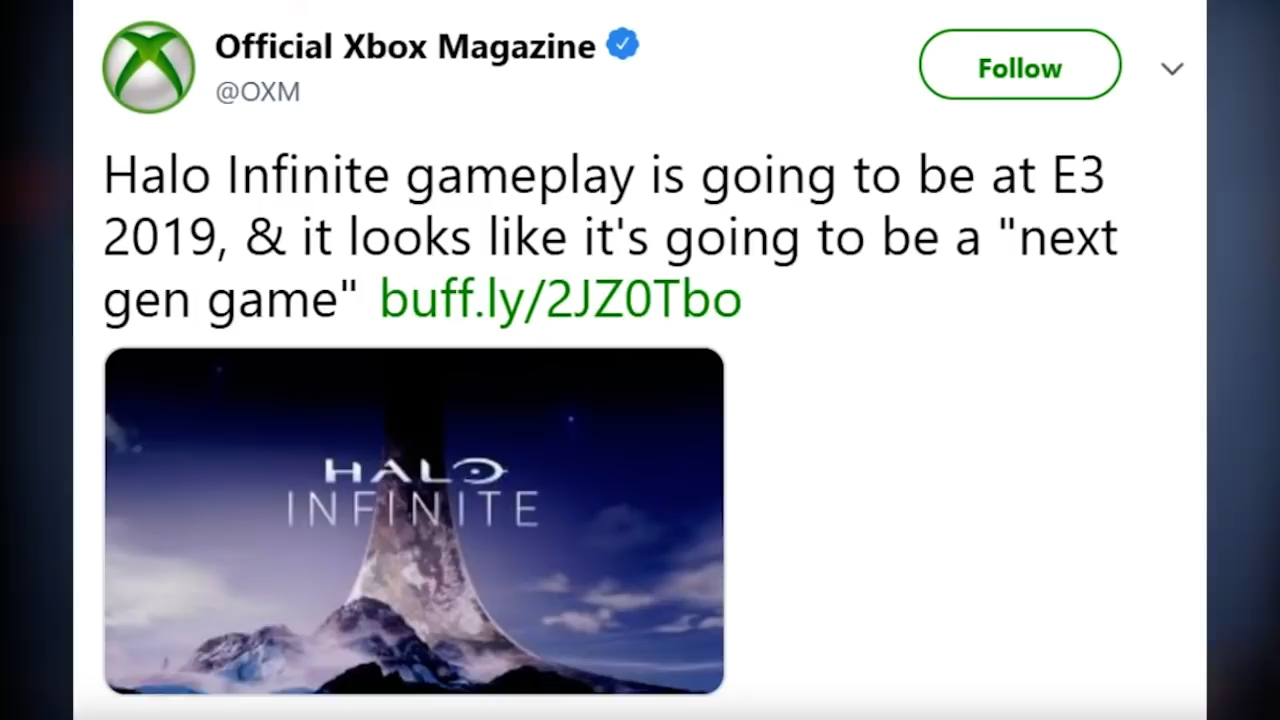 Official Xbox Magazine
@OXM
Follow
Halo Infinite gameplay is going to be at E3
2019, & it looks like it's going to be a "next
gen game" buff.ly/2JZ0Tbo
HALO
INFINITE